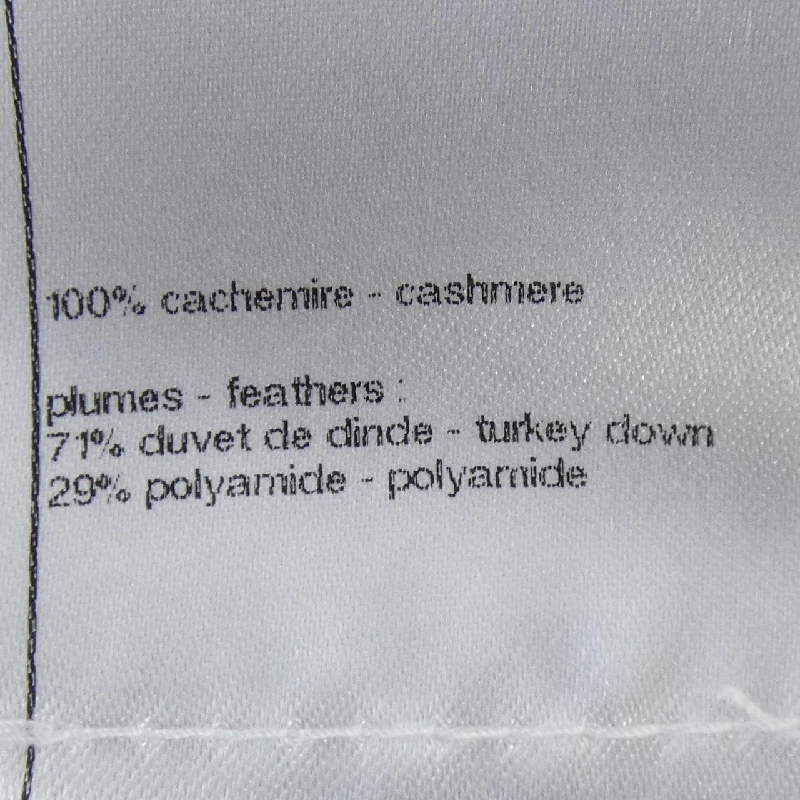 100% cachemire - cashmere
plumes - feathers :
71% duvet de dinde - turkey down
29% polyamide - polyamide